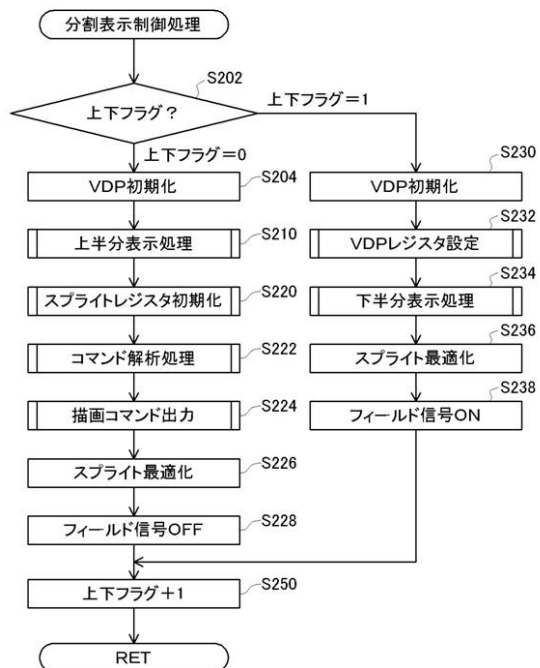 分割表示制御処理
S202
上下フラグ?
上下フラグ=1
上下フラグ=0
VDP初期化
S204
上半分表示処理
S210
スプライトレジスタ初期化
S220
コマンド解析処理
S222
描画コマンド出力
S224
スプライト最適化
S226
フィールド信号OFF
S228
S230
VDP初期化
S232
VDPレジスタ設定
S234
下半分表示処理
S236
スプライト最適化
S238
フィールド信号ON
上下フラグ+1
S250
RET